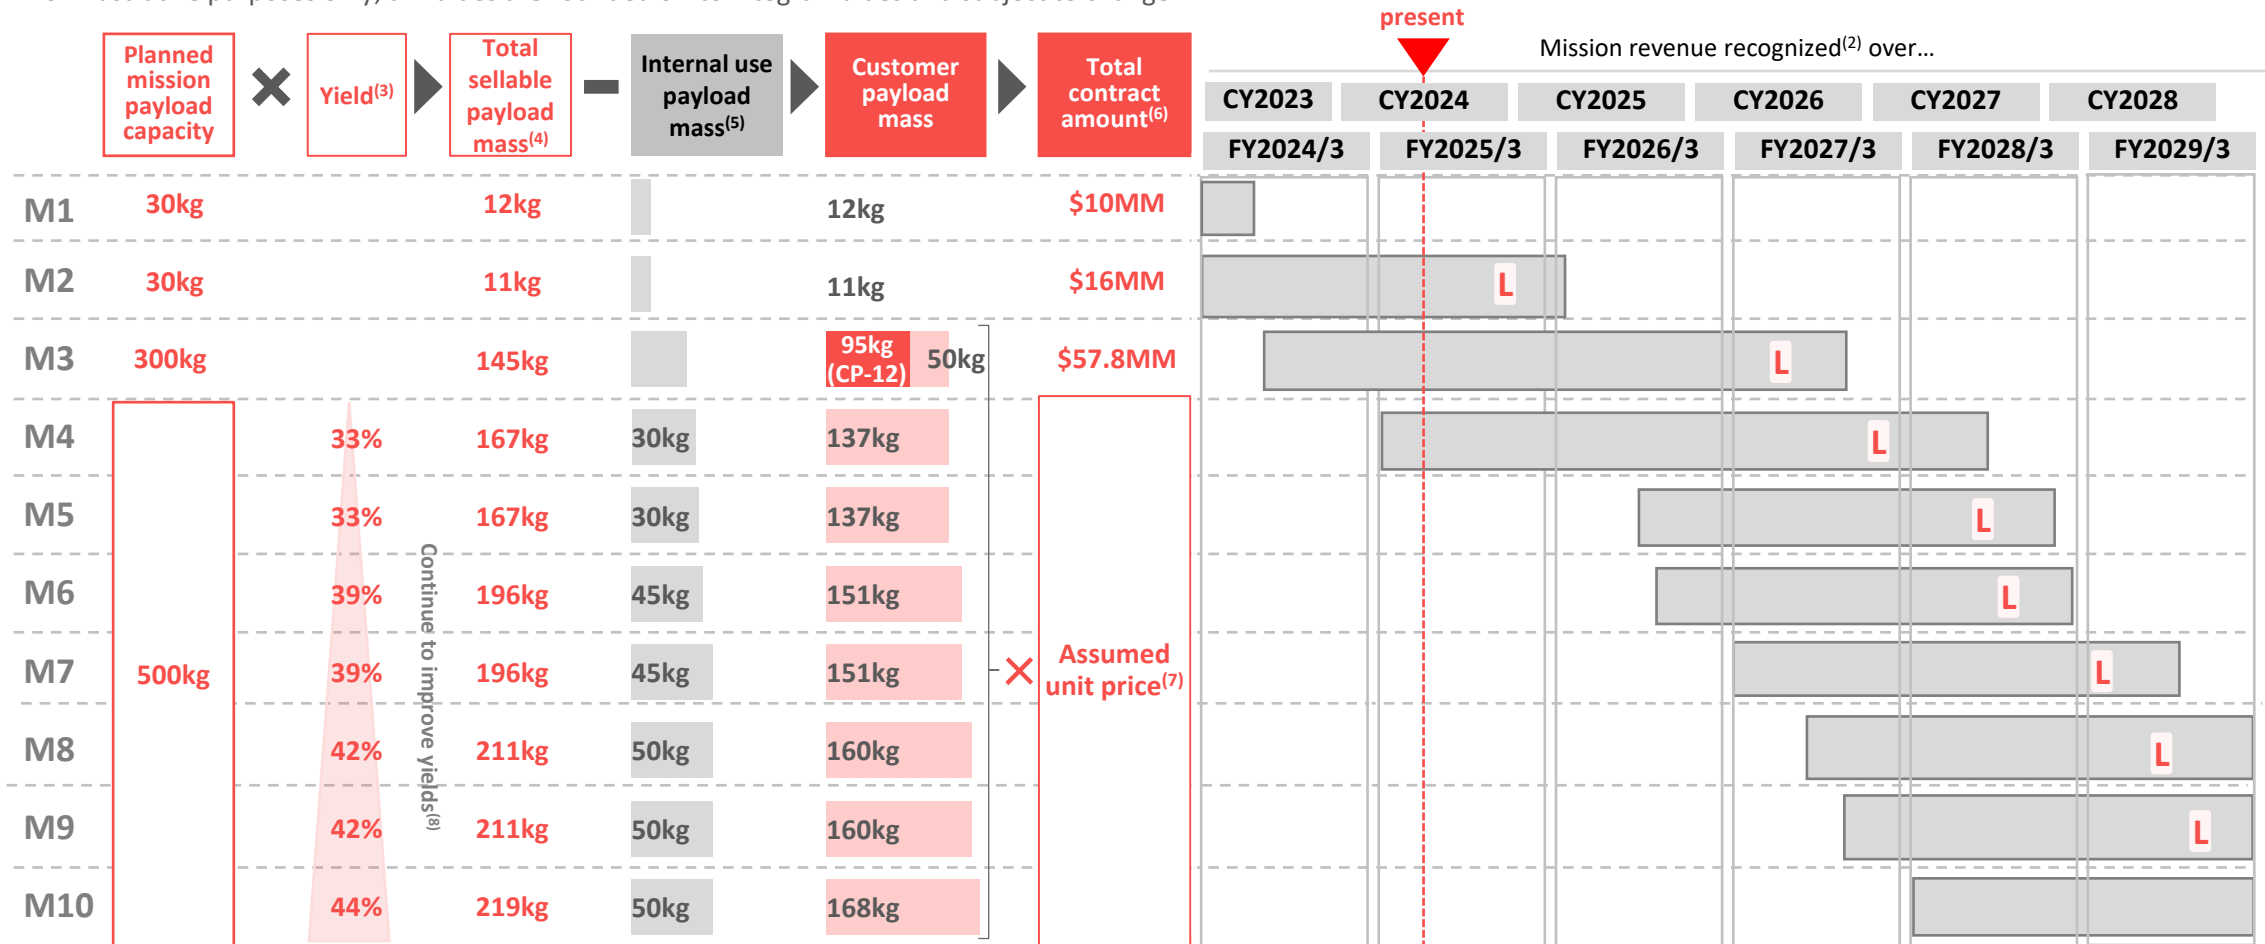 present
Mission revenue recognized(2) over...
Planned
mission
payload
capacity
Yield(3)
Total
sellable
payload
mass(4)
Internal use
payload
mass(5)
Customer
payload
mass
Total
contract
amount(6)
CY2023 CY2024 CY2025 CY2026 CY2027 CY2028
FY2024/3 FY2025/3 FY2026/3 FY2027/3 FY2028/3 FY2029/3
M1 30kg 12kg 12kg $10MM
M2 30kg 11kg 11kg $16MM L
M3 300kg 145kg 95kg (CP-12) 50kg $57.8MM L
M4 33% 167kg 30kg 137kg L
M5 33% 167kg 30kg 137kg L
M6 39% 196kg 45kg 151kg L
M7 500kg 39% 196kg 45kg 151kg L
Assumed
unit price(7)
Continue to improve yields(8)
M8 42% 211kg 50kg 160kg L
M9 42% 211kg 50kg 160kg L
M10 44% 219kg 50kg 168kg